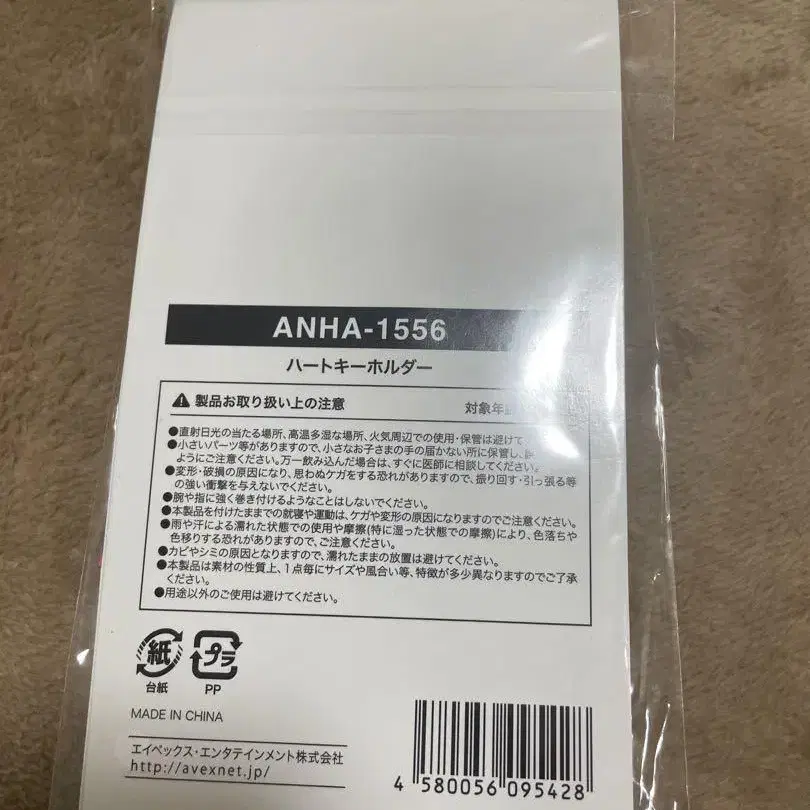 ANHA-1556
ハートキーホルダー
製品お取り扱い上の注意
対象年
●直射日光の当たる場所、高温多湿な場所、火気周辺での使用・保管は避けて
●小さいパーツ等がありますので、小さなお子さまの手の届かない所に保管し、
ようにご注意ください。万一飲み込んだ場合は、すぐに医師に相談してください。
●変形・破損の原因になり、思わぬケガをする恐れがありますので、振り回す・引っ張る等
の強い衝撃を与えないでください。
●腕や指に強く巻き付けるようなことはしないでください。
●本製品を付けたままでの就寝や運動は、ケガや変形の原因になりますのでご注意ください。
●雨や汗による濡れた状態での使用や摩擦(特に湿った状態での摩擦)により、色落ちや
色移りする恐れがありますので、ご注意ください。
●カビやシミの原因となりますので、濡れたままの放置は避けてください。
●本製品は素材の性質上、1点毎にサイズや風合い等、特徴が多少異なりますのでご了承
ください。
●用途以外のご使用は避けてください。
紙 プラ
台紙 PP
MADE IN CHINA
エイベックス・エンタテインメント株式会社
http://avexnet.jp/
4 580056 095428